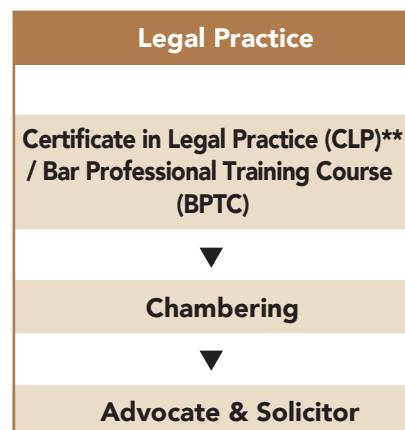 Legal Practice
Certificate in Legal Practice (CLP)**
/ Bar Professional Training Course
(BPTC)
Chambering
Advocate & Solicitor